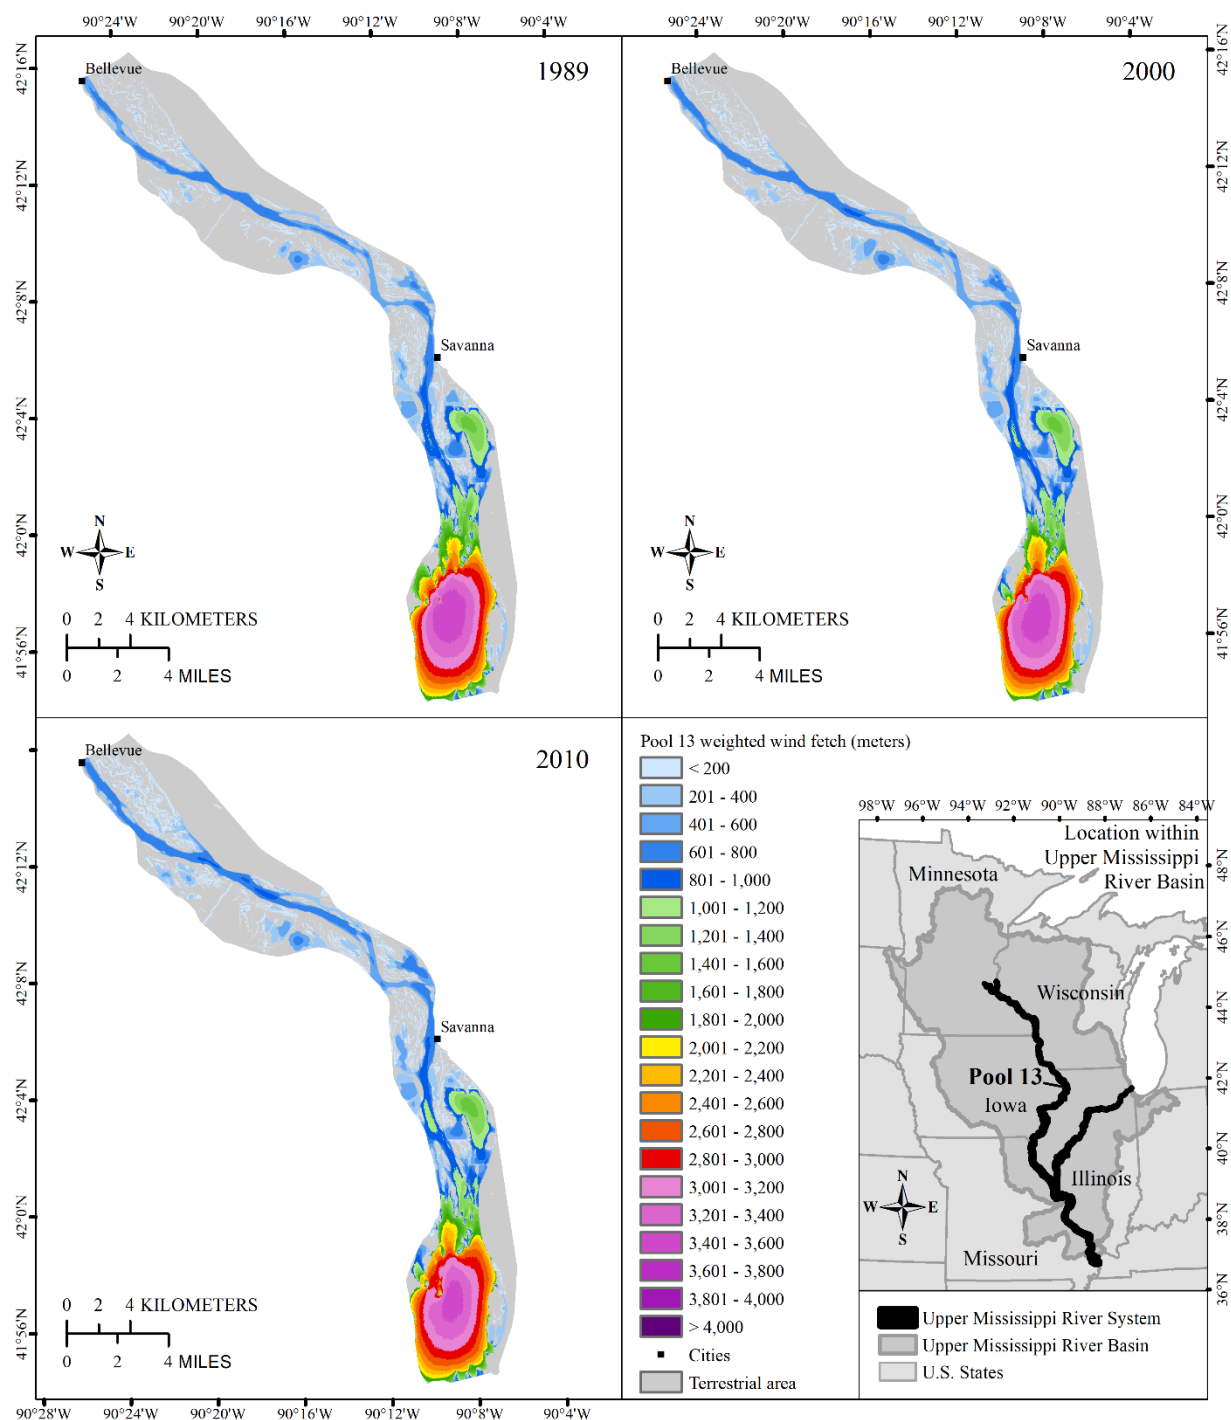 90°24'W 90°20'W 90°16'W 90°12'W 90°8'W 90°4'W
90°24'W 90°20'W 90°16'W 90°12'W 90°8'W 90°4'W
42°16'N
42°12'N
42°8'N
42°4'N
42°0'N
41°56'N
Bellevue
1989
Savanna
N
W E
S
0 2 4 KILOMETERS
0 2 4 MILES
Bellevue
2000
Savanna
N
W E
S
0 2 4 KILOMETERS
0 2 4 MILES
42°16'N
42°12'N
42°8'N
42°4'N
42°0'N
41°56'N
Bellevue
2010
Savanna
42°12'N
42°8'N
42°4'N
42°0'N
41°56'N
0 2 4 KILOMETERS
0 2 4 MILES
90°28'W 90°24'W 90°20'W 90°16'W 90°12'W 90°8'W 90°4'W
Pool 13 weighted wind fetch (meters)
< 200
201 - 400
401 - 600
601 - 800
801 - 1,000
1,001 - 1,200
1,201 - 1,400
1,401 - 1,600
1,601 - 1,800
1,801 - 2,000
2,001 - 2,200
2,201 - 2,400
2,401 - 2,600
2,601 - 2,800
2,801 - 3,000
3,001 - 3,200
3,201 - 3,400
3,401 - 3,600
3,601 - 3,800
3,801 - 4,000
> 4,000
Cities
Terrestrial area
98°W 96°W 94°W 92°W 90°W 88°W 86°W 84°W
Location within
Upper Mississippi
River Basin
Minnesota
Wisconsin
Pool 13
Iowa
Illinois
Missouri
N
W E
S
48°N
46°N
44°N
42°N
40°N
38°N
36°N
Upper Mississippi River System
Upper Mississippi River Basin
U.S. States